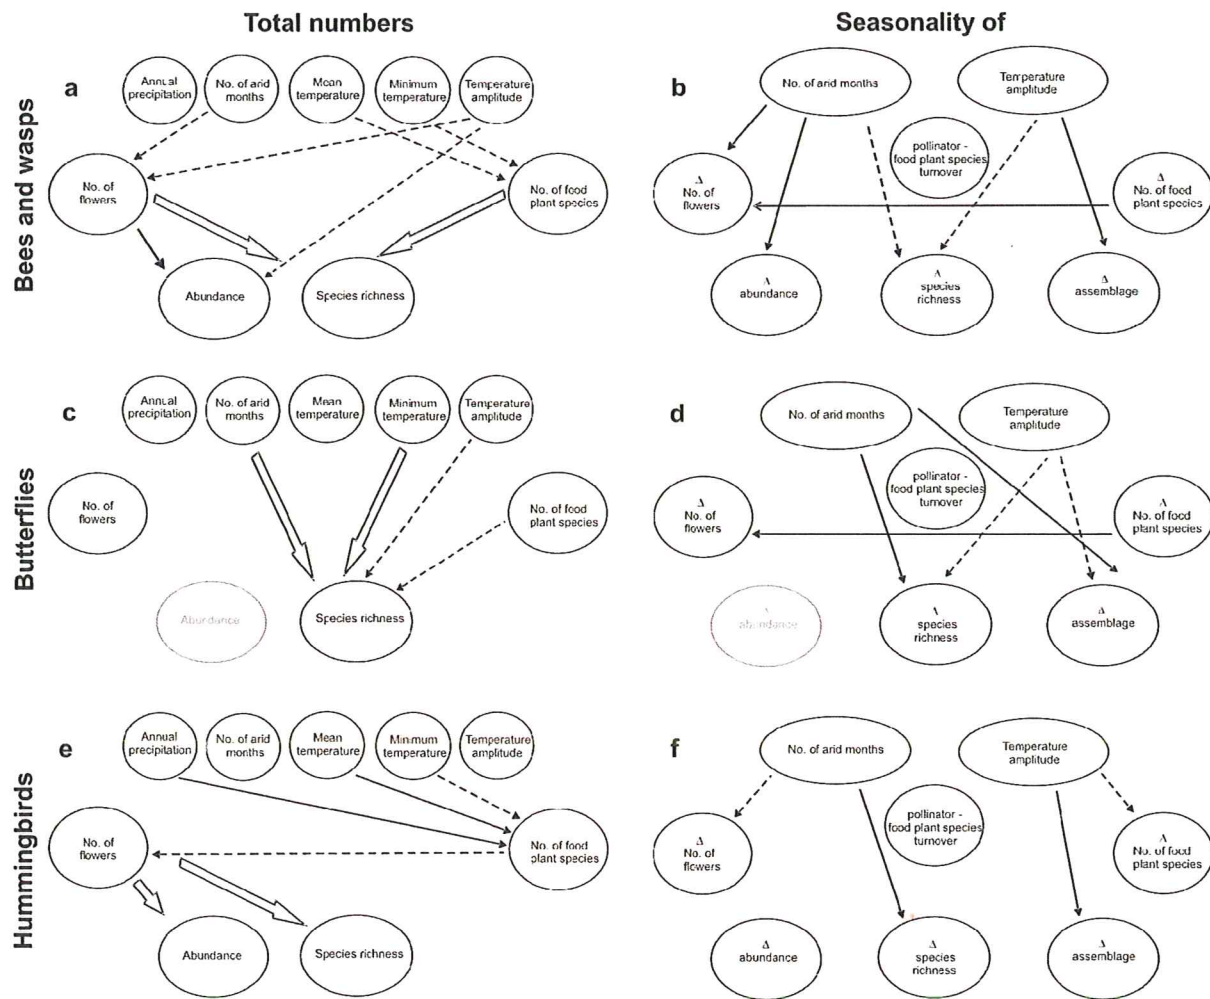 Total numbers
Seasonality of
Bees and wasps
a
Annual
precipitation
No. of arid
months
Mean
temperature
Minimum
temperature
Temperature
amplitude
No. of
flowers
No. of food
plant species
Abundance
Species richness
b
No. of arid months
Temperature
amplitude
pollinator -
food plant species
turnover
Δ
No. of
flowers
Δ
No. of food
plant species
Δ
abundance
Δ
species
richness
Δ
assemblage
Butterflies
c
Annual
precipitation
No. of arid
months
Mean
temperature
Minimum
temperature
Temperature
amplitude
No. of
flowers
No. of food
plant species
Abundance
Species richness
d
No. of arid months
Temperature
amplitude
pollinator -
food plant species
turnover
Δ
No. of
flowers
Δ
No. of food
plant species
Δ
abundance
Δ
species
richness
Δ
assemblage
Hummingbirds
e
Annual
precipitation
No. of arid
months
Mean
temperature
Minimum
temperature
Temperature
amplitude
No. of
flowers
No. of food
plant species
Abundance
Species richness
f
No. of arid months
Temperature
amplitude
pollinator -
food plant species
turnover
Δ
No. of
flowers
Δ
No. of food
plant species
Δ
abundance
Δ
species
richness
Δ
assemblage